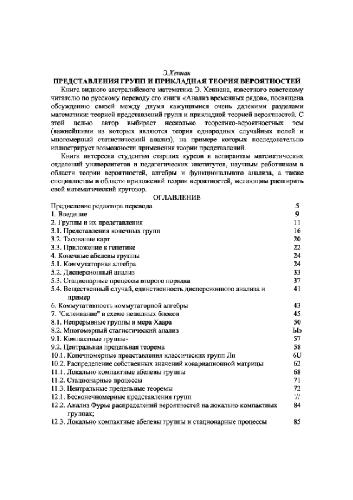 Э.Хеннан
ПРЕДСТАВЛЕНИЯ ГРУПП И ПРИКЛАДНАЯ ТЕОРИЯ ВЕРОЯТНОСТЕЙ
Книга видного австралийского математика Э. Хеннана, известного советскому
читателю по русскому переводу его книги «Анализ временных рядов», посвящена
обсуждению связей между двумя кажущимися очень далекими разделами
математики: теорией представлений групп и прикладной теорией вероятностей. С
этой целью автор выбирает несколько теоретико-вероятностных тем
(важнейшими из которых являются теория однородных случайных полей и
многомерный статистический анализ), на примере которых последовательно
иллюстрирует возможности применения теории представлений.
Книга интересна студентам старших курсов и аспирантам математических
отделений университетов и педагогических институтов, научным работникам в
области теории вероятностей, алгебры и функционального анализа, а также
специалистам в области приложений теории вероятностей, желающим расширить
свой математический кругозор.
ОГЛАВЛЕНИЕ
Предисловие редактора перевода 5
1. Введение 9
2. Группы и их представления 11
3.1. Представления конечных групп 16
3.2. Тасование карт 20
3.3. Приложение к генетике 22
4. Конечные абелевы группы 24
5.1. Коммутаторная алгебра 24
5.2. Дисперсионный анализ 33
5.3. Стационарные процессы второго порядка 37
5.4. Вещественный случай, единственность дисперсионного анализа и 41
пример
6. Коммутативность коммутаторной алгебры 43
7. "Склеивание" и схемы неполных блоков 45
8.1. Непрерывные группы и мера Хаара 50
8.2. Многомерный статистический анализ bb
9.1. Компактные группы- 57
9.2. Центральная предельная теорема 58
10.1. Конечномерные представления классических групп Ли 6U
10.2. Распределение собственных значений ковариационной матрицы 62
11.1. Локально компактные абелевы группы 68
11.2. Стационарные процессы 71
11.3. Центральные предельные теоремы 72
12.1. Бесконечномерные представления групп 7/
12.2. Анализ Фурье распределений вероятностей на локально компактных 84
группах;
12.3. Локально компактные абелевы группы и стационарные процессы 85